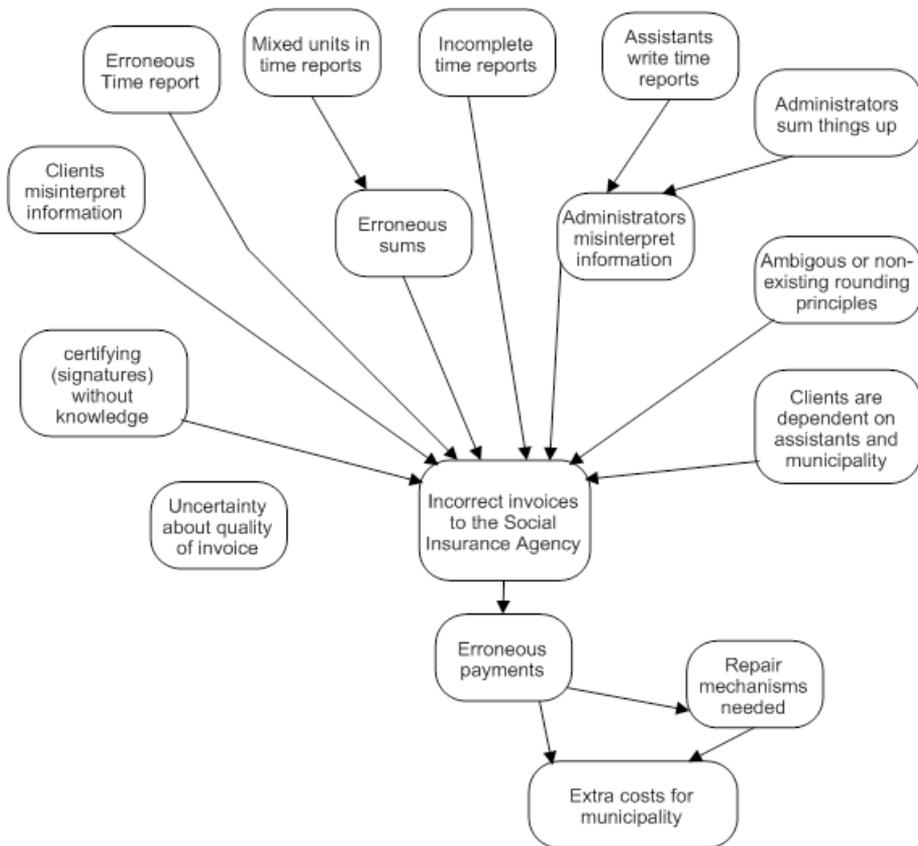 Mixed units in
time reports
Incomplete
time reports
Assistants
write time
reports
Erroneous
Time report
Administrators
sum things up
Clients
misinterpret
information
Erroneous
sums
Administrators
misinterpret
information
Ambigous or non-
existing rounding
principles
certifying
(signatures)
without
knowledge
Clients are
dependent on
assistants and
municipality
Uncertainty
about quality
of invoice
Incorrect invoices
to the Social
Insurance Agency
Erroneous
payments
Repair
mechanisms
needed
Extra costs for
municipality